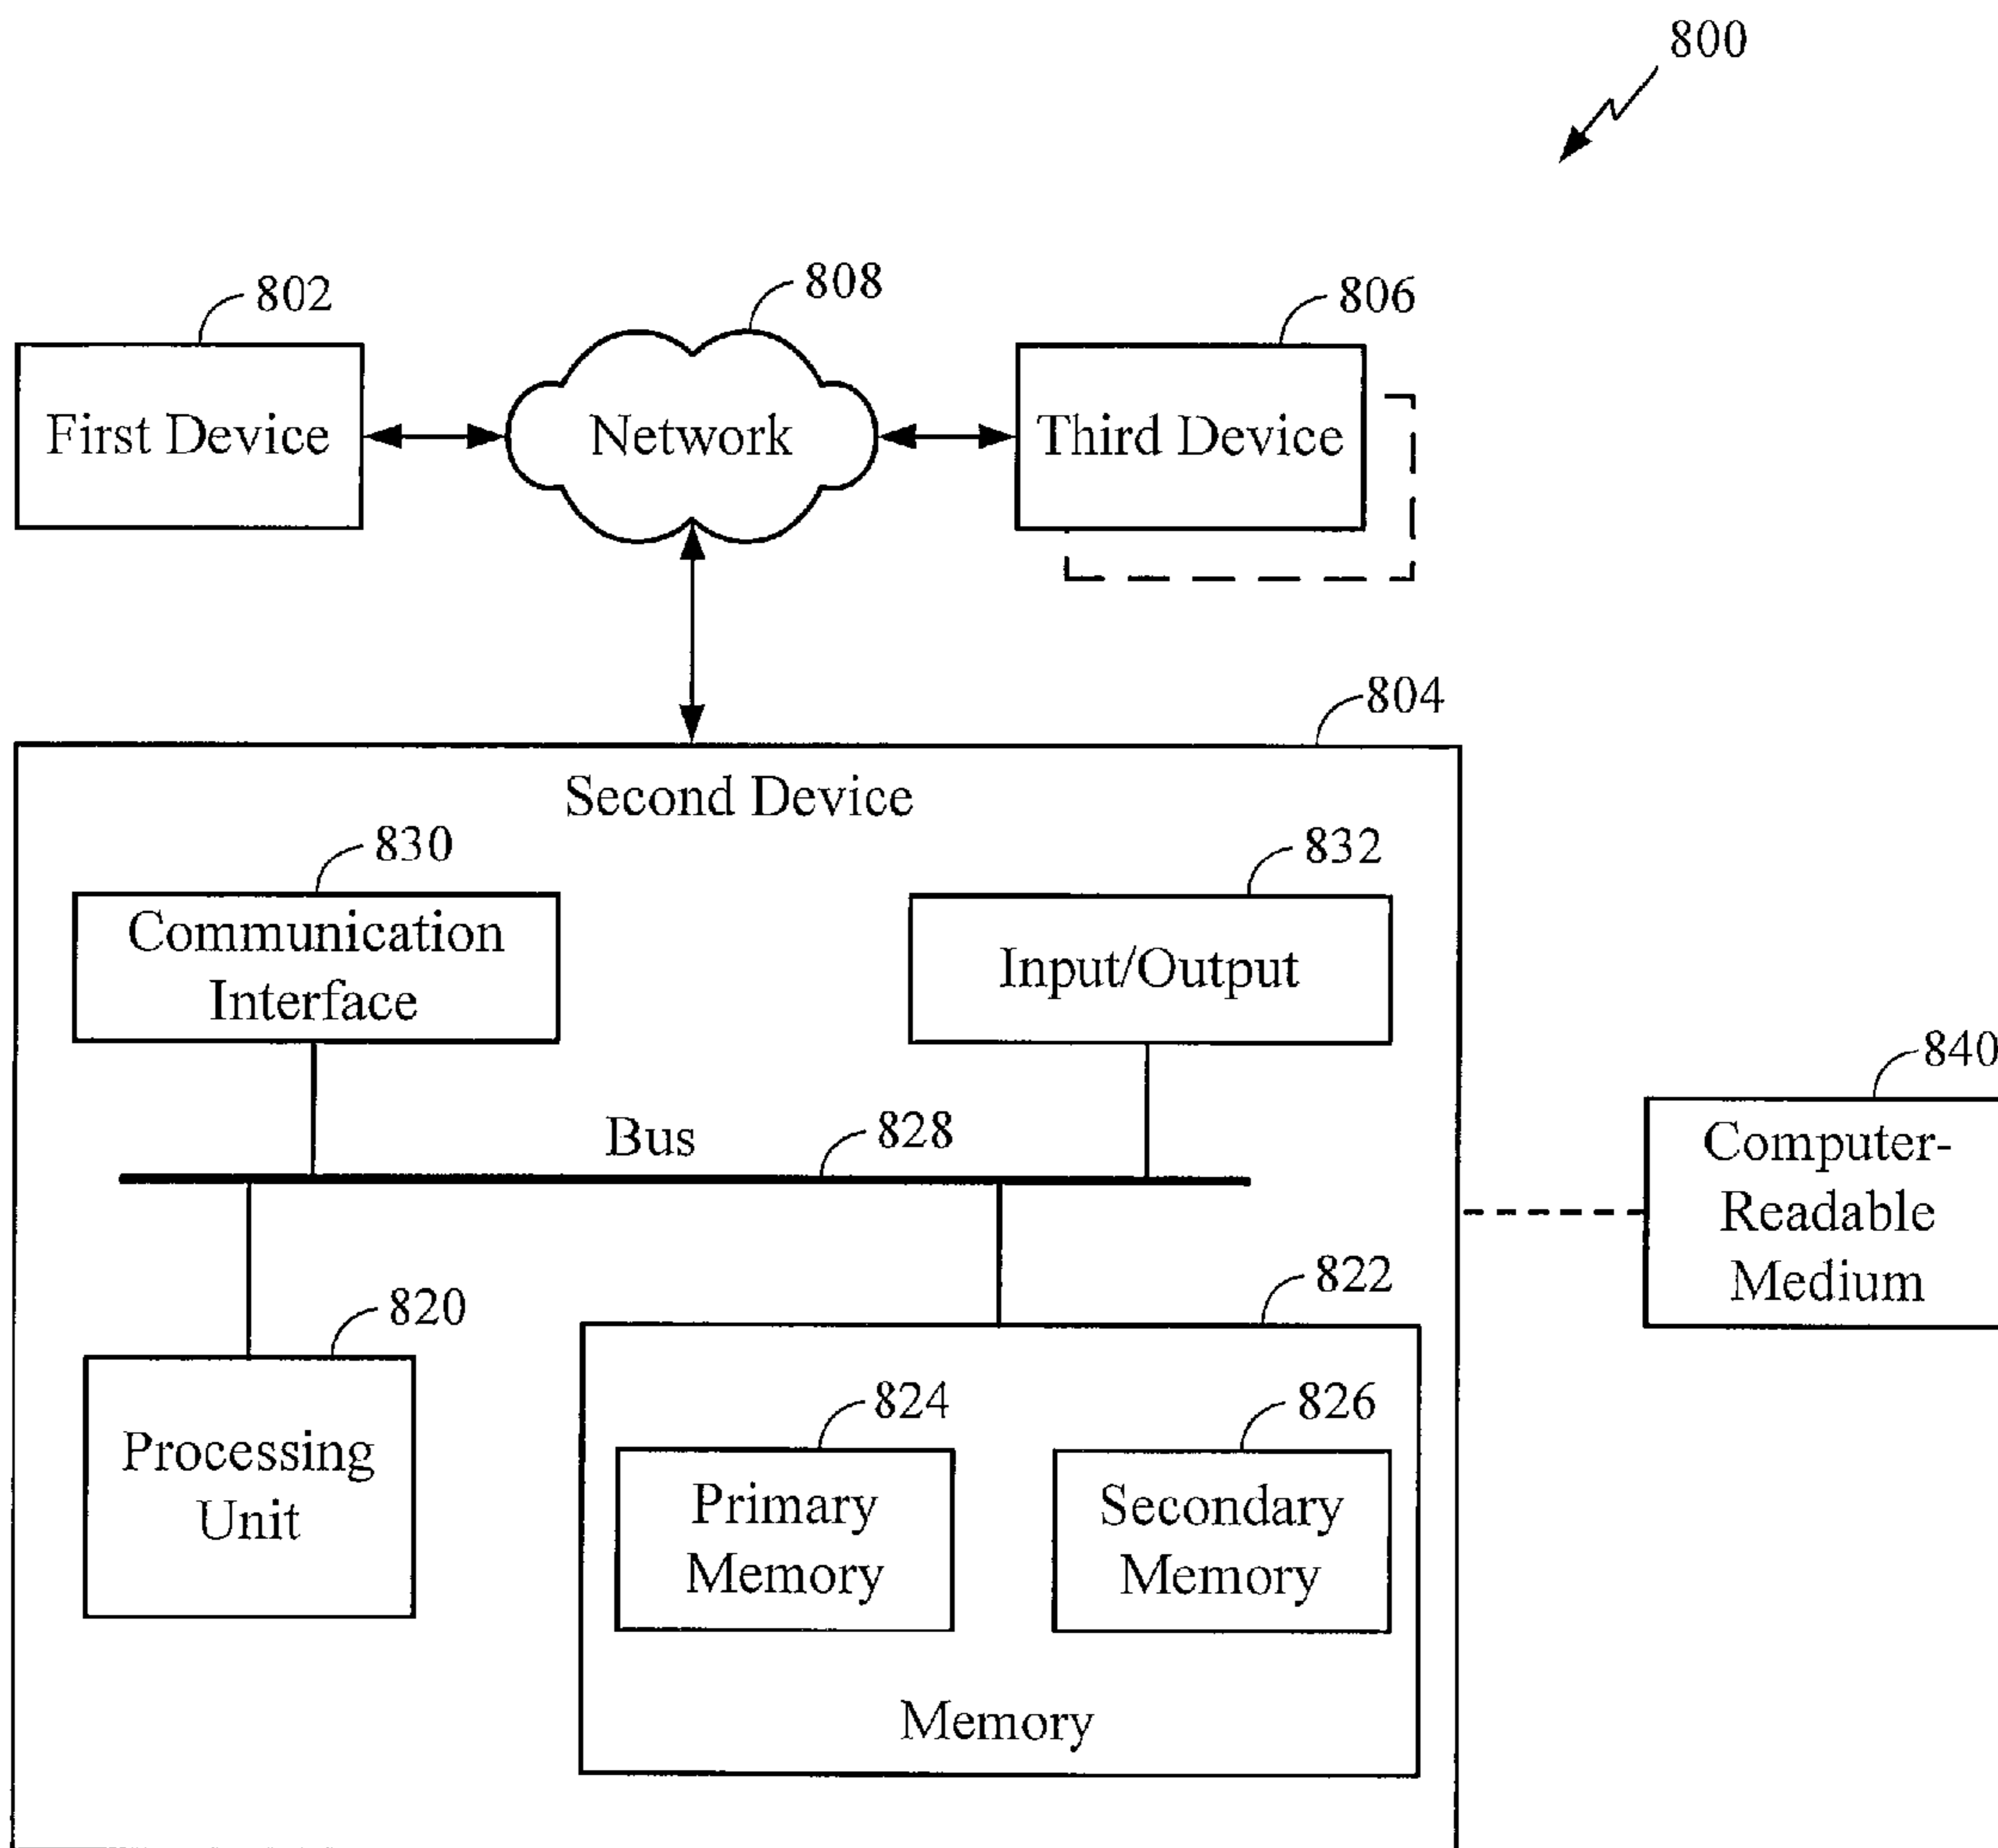 800
802
808
806
First Device
Network
Third Device
804
Second Device
830
832
Communication
Interface
Input/Output
840
Computer-
Readable
Medium
Bus
828
820
822
Processing
Unit
824
826
Primary
Memory
Secondary
Memory
Memory